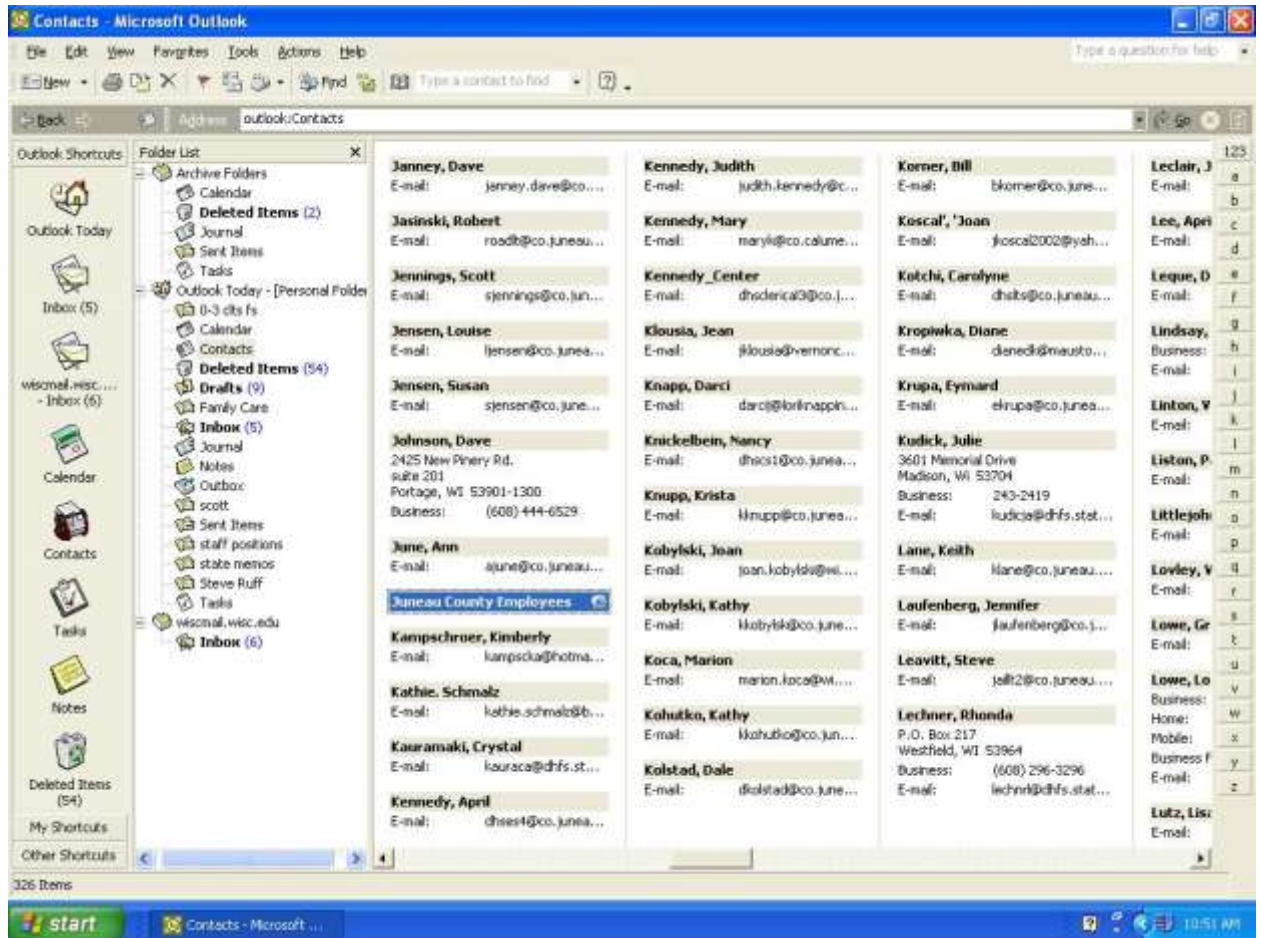 Contacts - Microsoft Outlook
File Edit View Favorites Tools Actions Help
Type a question for help
New Find Type a contact to find
Back Address outlook:Contacts Go
Outlook Shortcuts
Outlook Today
Inbox (5)
wiscmail.wisc....
- Inbox (6)
Calendar
Contacts
Tasks
Notes
Deleted Items
(54)
My Shortcuts
Other Shortcuts
Folder List
Archive Folders
Calendar
Deleted Items (2)
Journal
Sent Items
Tasks
Outlook Today - [Personal Folder
0-3 clts fs
Calendar
Contacts
Deleted Items (54)
Drafts (9)
Family Care
Inbox (5)
Journal
Notes
Outbox
scott
Sent Items
staff positions
state memos
Steve Ruff
Tasks
wiscmail.wisc.edu
Inbox (6)
Janney, Dave
E-mail: janney.dave@co....
Jasinski, Robert
E-mail: roadlt@co.juneau...
Jennings, Scott
E-mail: sjennings@co.jun...
Jensen, Louise
E-mail: ljensen@co.junea...
Jensen, Susan
E-mail: sjensen@co.june...
Johnson, Dave
2425 New Pinery Rd.
suite 201
Portage, WI 53901-1300
Business: (608) 444-6529
June, Ann
E-mail: ajune@co.juneau...
Juneau County Employees
Kampschroer, Kimberly
E-mail: kampscka@hotma...
Kathie. Schmalz
E-mail: kathie.schmalz@b...
Kauramaki, Crystal
E-mail: kauraca@dhfs.st...
Kennedy, April
E-mail: dhses4@co.junea...
Kennedy, Judith
E-mail: judith.kennedy@c...
Kennedy, Mary
E-mail: maryk@co.calume...
Kennedy_Center
E-mail: dhsclerical3@co.j...
Klousia, Jean
E-mail: jklousia@vernonc...
Knapp, Darci
E-mail: darcij@loriknappin...
Knickelbein, Nancy
E-mail: dhscs1@co.junea...
Knupp, Krista
E-mail: kknupp@co.junea...
Kobylski, Joan
E-mail: joan.kobylski@wi....
Kobylski, Kathy
E-mail: kkobylsk@co.june...
Koca, Marion
E-mail: marion.koca@wi....
Kohutko, Kathy
E-mail: kkohutko@co.jun...
Kolstad, Dale
E-mail: dkolstad@co.june...
Korner, Bill
E-mail: bkorner@co.june...
Koscal', 'Joan
E-mail: jkoscal2002@yah...
Kotchi, Carolyne
E-mail: dhslts@co.juneau...
Kropiwka, Diane
E-mail: dianedk@mausto...
Krupa, Eymard
E-mail: ekrupa@co.junea...
Kudick, Julie
3601 Memorial Drive
Madison, WI 53704
Business: 243-2419
E-mail: kudicja@dhfs.stat...
Lane, Keith
E-mail: klane@co.juneau....
Laufenberg, Jennifer
E-mail: jlaufenberg@co.j...
Leavitt, Steve
E-mail: jaillt2@co.juneau....
Lechner, Rhonda
P.O. Box 217
Westfield, WI 53964
Business: (608) 296-3296
E-mail: lechnrl@dhfs.stat...
Leclair, J
E-mail:
Lee, Apri
E-mail:
Leque, D
E-mail:
Lindsay,
Business:
E-mail:
Linton, V
E-mail:
Liston, P
E-mail:
Littlejoh
E-mail:
Lovley, V
E-mail:
Lowe, Gr
E-mail:
Lowe, Lo
Business:
Home:
Mobile:
Business F
E-mail:
Lutz, Lisa
E-mail:
123
a
b
c
d
e
f
g
h
i
j
k
l
m
n
o
p
q
r
s
t
u
v
w
x
y
z
326 Items
start Contacts - Microsoft ... 10:51 AM